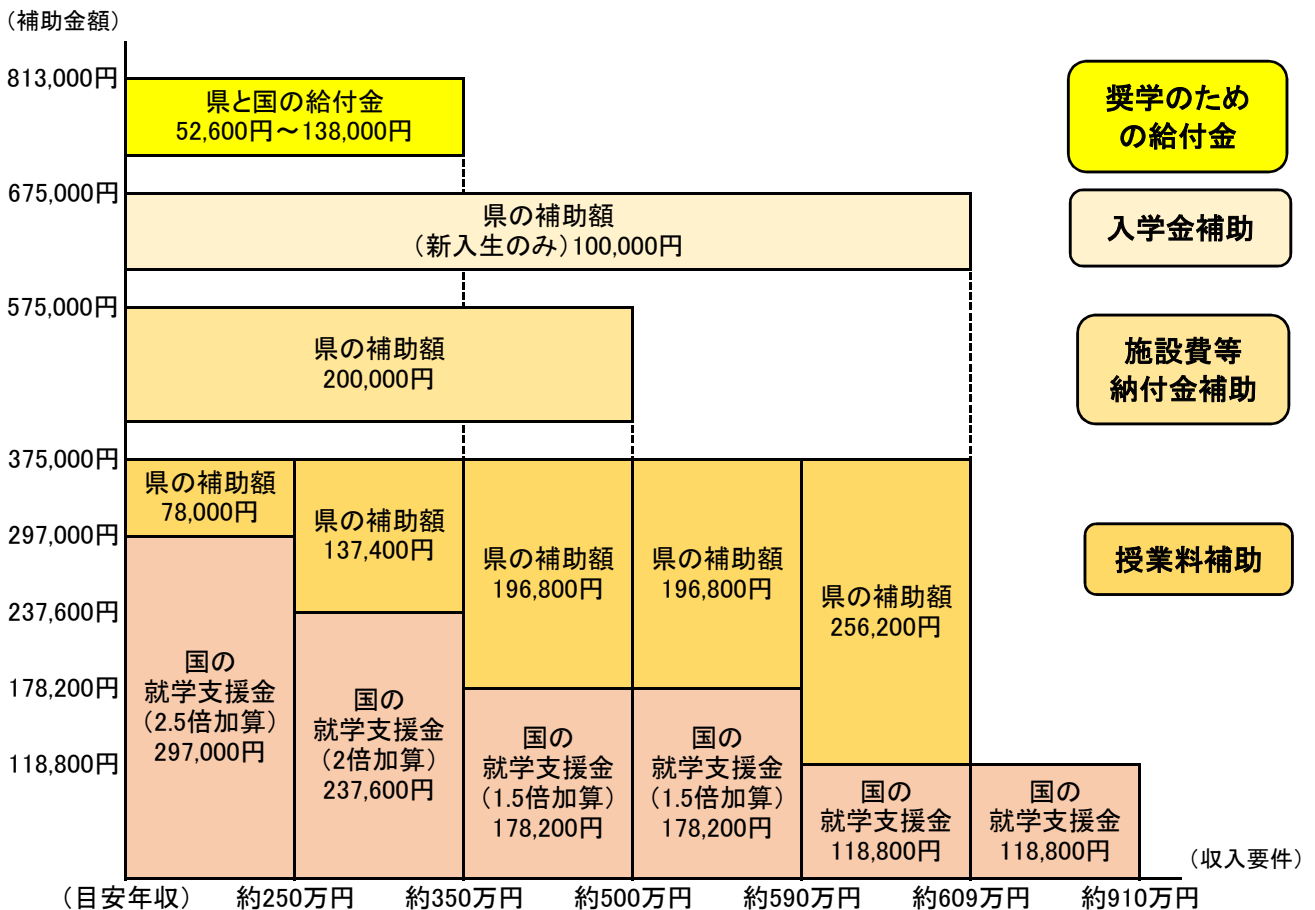 （補助金額）
813,000円
県と国の給付金
52,600円～138,000円
奨学のため
の給付金
675,000円
県の補助額
（新入生のみ）100,000円
入学金補助
575,000円
県の補助額
200,000円
施設費等
納付金補助
375,000円
県の補助額
78,000円
県の補助額
137,400円
県の補助額
196,800円
県の補助額
196,800円
県の補助額
256,200円
授業料補助
297,000円
237,600円
178,200円
118,800円
国の
就学支援金
（2.5倍加算）
297,000円
国の
就学支援金
（2倍加算）
237,600円
国の
就学支援金
（1.5倍加算）
178,200円
国の
就学支援金
（1.5倍加算）
178,200円
国の
就学支援金
118,800円
国の
就学支援金
118,800円
（収入要件）
（目安年収）
約250万円
約350万円
約500万円
約590万円
約609万円
約910万円